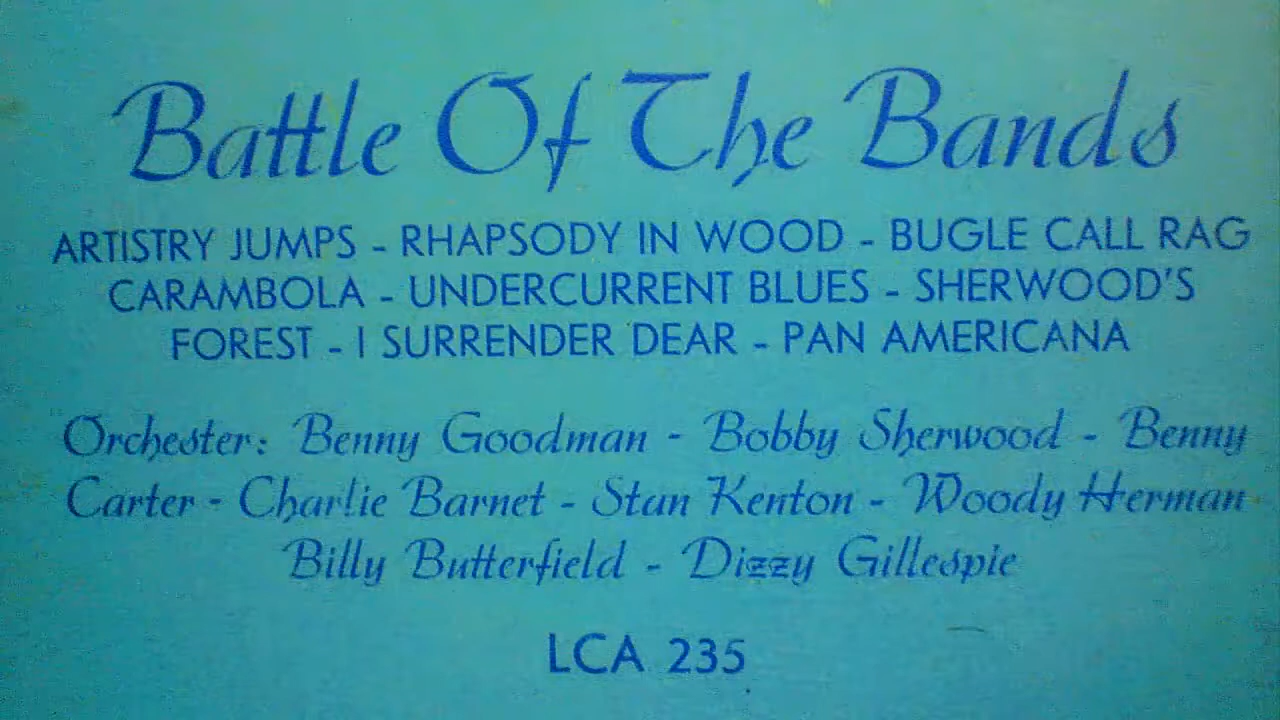 Battle Of The Bands
ARTISTRY JUMPS - RHAPSODY IN WOOD - BUGLE CALL RAG
CARAMBOLA - UNDERCURRENT BLUES - SHERWOOD'S
FOREST - I SURRENDER DEAR - PAN AMERICANA
Orchester: Benny Goodman - Bobby Sherwood - Benny
Carter - Charlie Barnet - Stan Kenton - Woody Herman
Billy Butterfield - Dizzy Gillespie
LCA 235